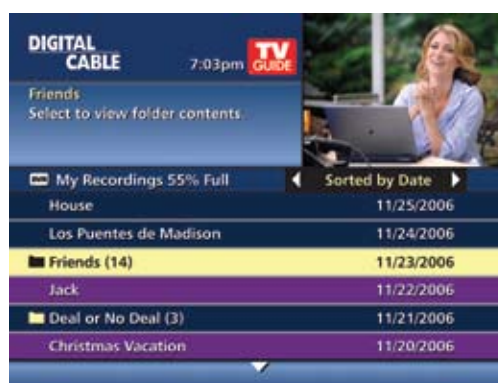 DIGITAL
CABLE
7:03pm
TV
GUIDE
Friends
Select to view folder contents.
My Recordings 55% Full
Sorted by Date
House 11/25/2006
Los Puentes de Madison 11/24/2006
Friends (14) 11/23/2006
Jack 11/22/2006
Deal or No Deal (3) 11/21/2006
Christmas Vacation 11/20/2006